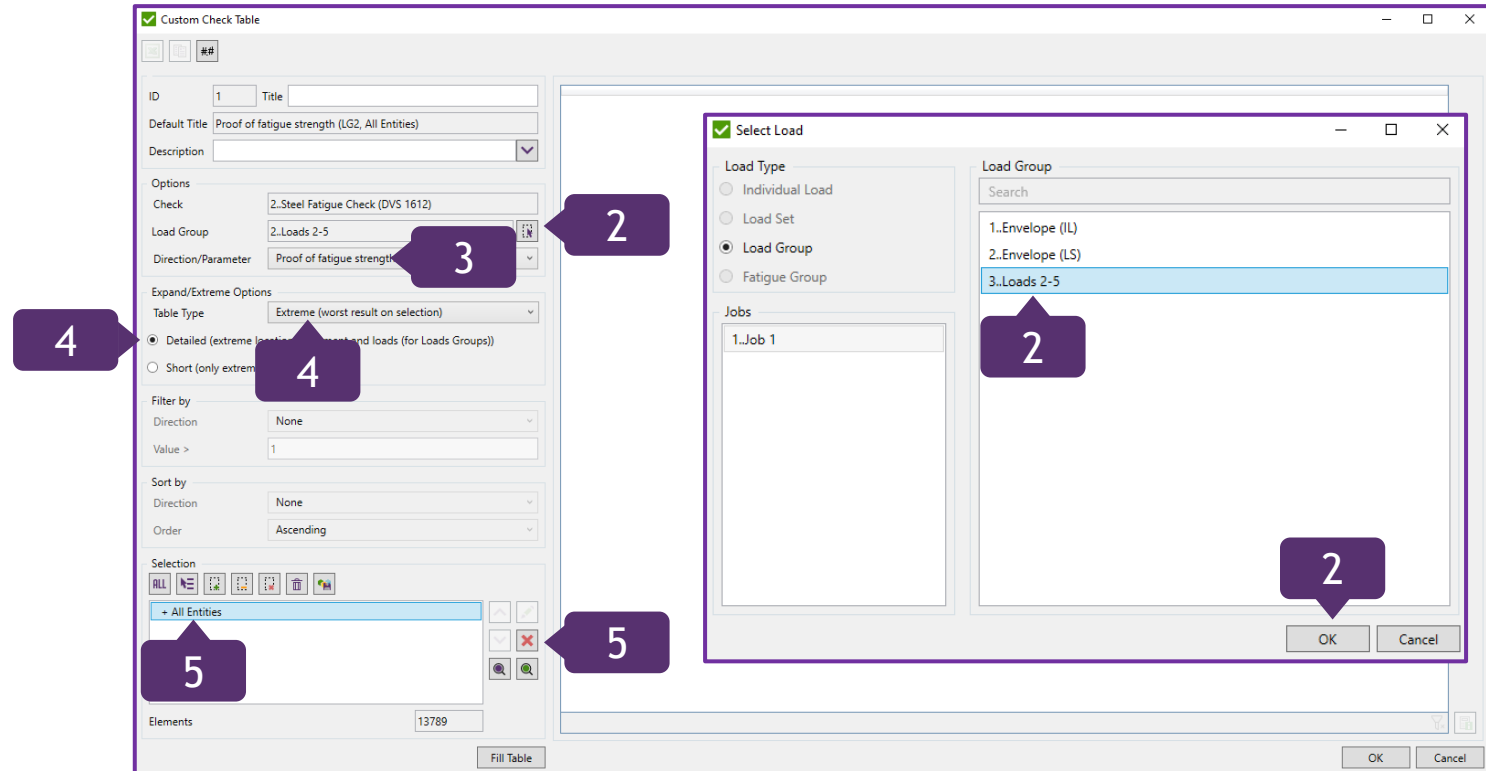 Custom Check Table
##
ID 1 Title
Default Title Proof of fatigue strength (LG2, All Entities)
Description
Options
Check 2..Steel Fatigue Check (DVS 1612)
Load Group 2..Loads 2-5
2
Direction/Parameter Proof of fatigue strength
3
Expand/Extreme Options
Table Type Extreme (worst result on selection)
4
Detailed (extreme and loads (for Loads Groups))
4
Short (only
Filter by
Direction None
Value > 1
Sort by
Direction None
Order Ascending
Selection
ALL
+ All Entities
5
5
Elements 13789
Fill Table
OK Cancel
Select Load
Load Type
Individual Load
Load Set
Load Group
Fatigue Group
Jobs
1..Job 1
Load Group
Search
1..Envelope (IL)
2..Envelope (LS)
3..Loads 2-5
2
2
OK Cancel